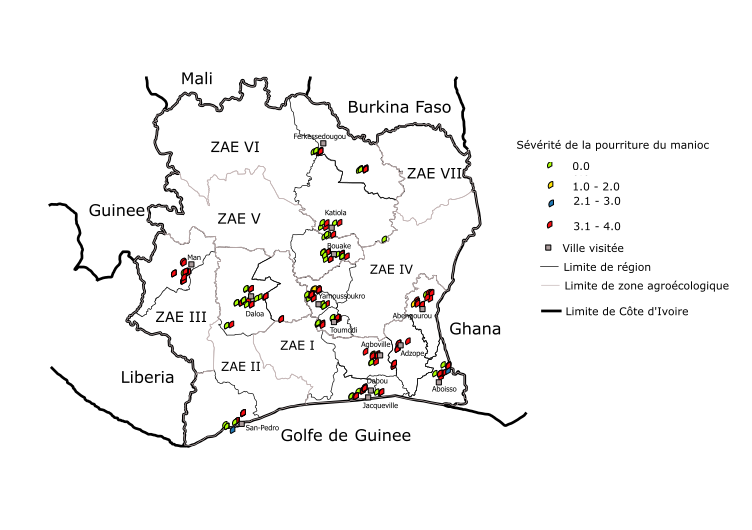 Mali
Burkina Faso
Ferkersedougou
ZAE VI
ZAE VII
Guinee
ZAE V
Katiola
Bouake
Man
ZAE IV
Yamoussoukro
Daloa
ZAE III
Toumodi
Abengourou
Ghana
ZAE I
Agboville
Adzope
ZAE II
Liberia
Dabou
Aboisso
Jacqueville
San-Pedro
Golfe de Guinee
Sévérité de la pourriture du manioc
0.0
1.0 - 2.0
2.1 - 3.0
3.1 - 4.0
Ville visitée
Limite de région
Limite de zone agroécologique
Limite de Côte d'Ivoire